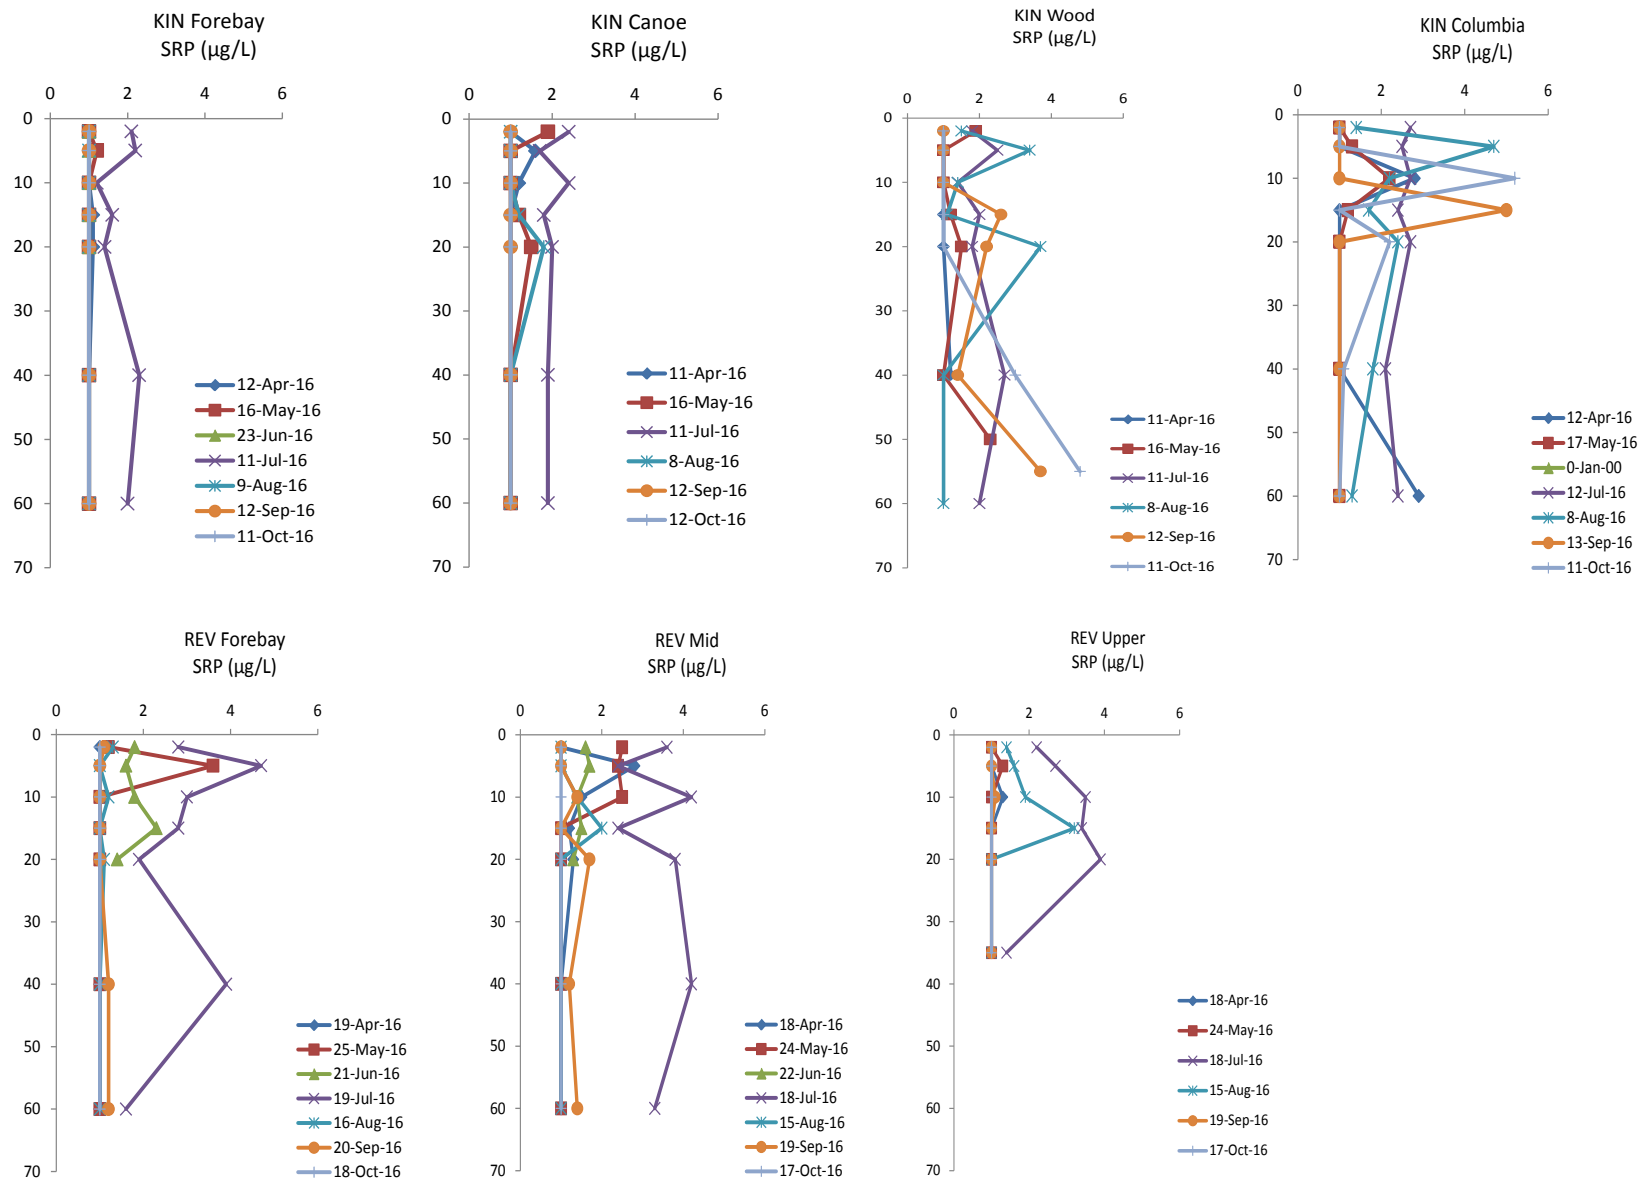 KIN Forebay
SRP (µg/L)
0 2 4 6
0
10
20
30
40
50
60
70
12-Apr-16
16-May-16
23-Jun-16
11-Jul-16
9-Aug-16
12-Sep-16
11-Oct-16
KIN Canoe
SRP (µg/L)
0 2 4 6
0
10
20
30
40
50
60
70
11-Apr-16
16-May-16
11-Jul-16
8-Aug-16
12-Sep-16
12-Oct-16
KIN Wood
SRP (µg/L)
0 2 4 6
0
10
20
30
40
50
60
70
11-Apr-16
16-May-16
11-Jul-16
8-Aug-16
12-Sep-16
11-Oct-16
KIN Columbia
SRP (µg/L)
0 2 4 6
0
10
20
30
40
50
60
70
12-Apr-16
17-May-16
0-Jan-00
12-Jul-16
8-Aug-16
13-Sep-16
11-Oct-16
REV Forebay
SRP (µg/L)
0 2 4 6
0
10
20
30
40
50
60
70
19-Apr-16
25-May-16
21-Jun-16
19-Jul-16
16-Aug-16
20-Sep-16
18-Oct-16
REV Mid
SRP (µg/L)
0 2 4 6
0
10
20
30
40
50
60
70
18-Apr-16
24-May-16
22-Jun-16
18-Jul-16
15-Aug-16
19-Sep-16
17-Oct-16
REV Upper
SRP (µg/L)
0 2 4 6
0
10
20
30
40
50
60
70
18-Apr-16
24-May-16
18-Jul-16
15-Aug-16
19-Sep-16
17-Oct-16